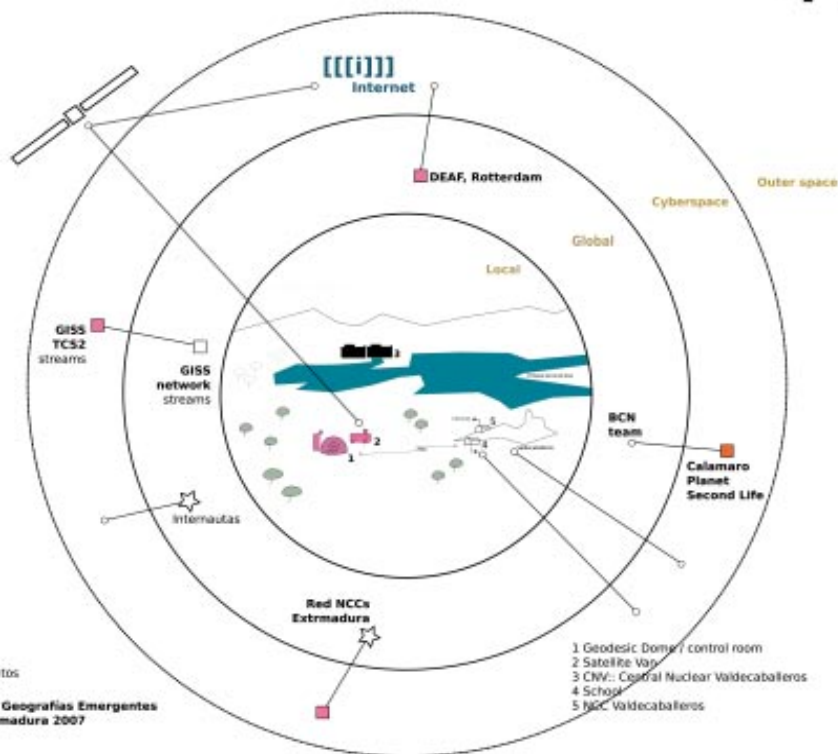 [[[i]]]
Internet
DEAF, Rotterdam
Outer space
Cyberspace
Global
Local
GISS
TCS2
streams
GISS
network
streams
3
5
4
2
1
BCN
team
Calamaro
Planet
Second Life
Internautas
Red NCCs
Extrmadura
1 Geodesic Dome / control room
2 Satellite Van
3 CNV:: Central Nuclear Valdecaballeros
4 School
5 NCC Valdecaballeros
tos
Geografías Emergentes
madura 2007